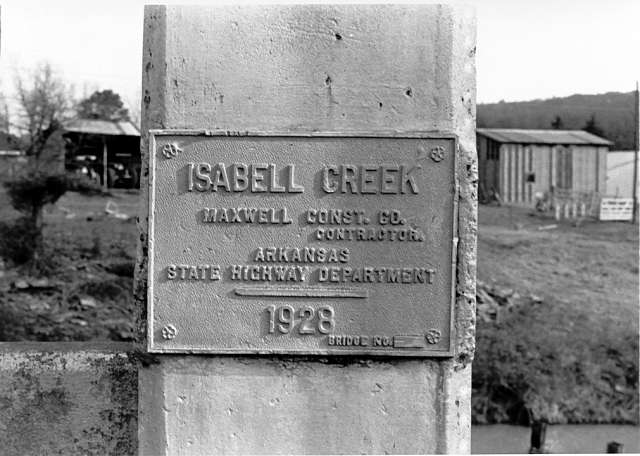 ISABELL CREEK
MAXWELL CONST. CO.
CONTRACTOR.
ARKANSAS
STATE HIGHWAY DEPARTMENT
1928
BRIDGE NO.